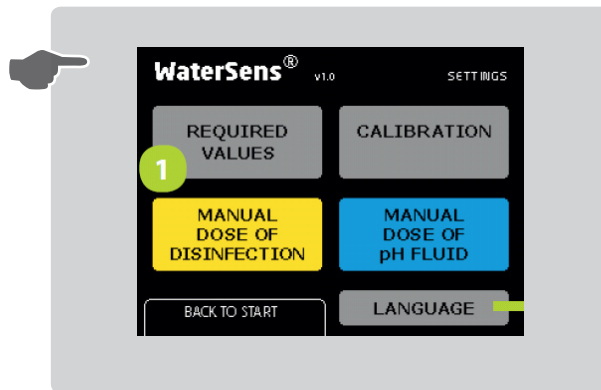 WaterSens® v1.0 SETTINGS
REQUIRED
VALUES
CALIBRATION
1
MANUAL
DOSE OF
DISINFECTION
MANUAL
DOSE OF
pH FLUID
BACK TO START
LANGUAGE